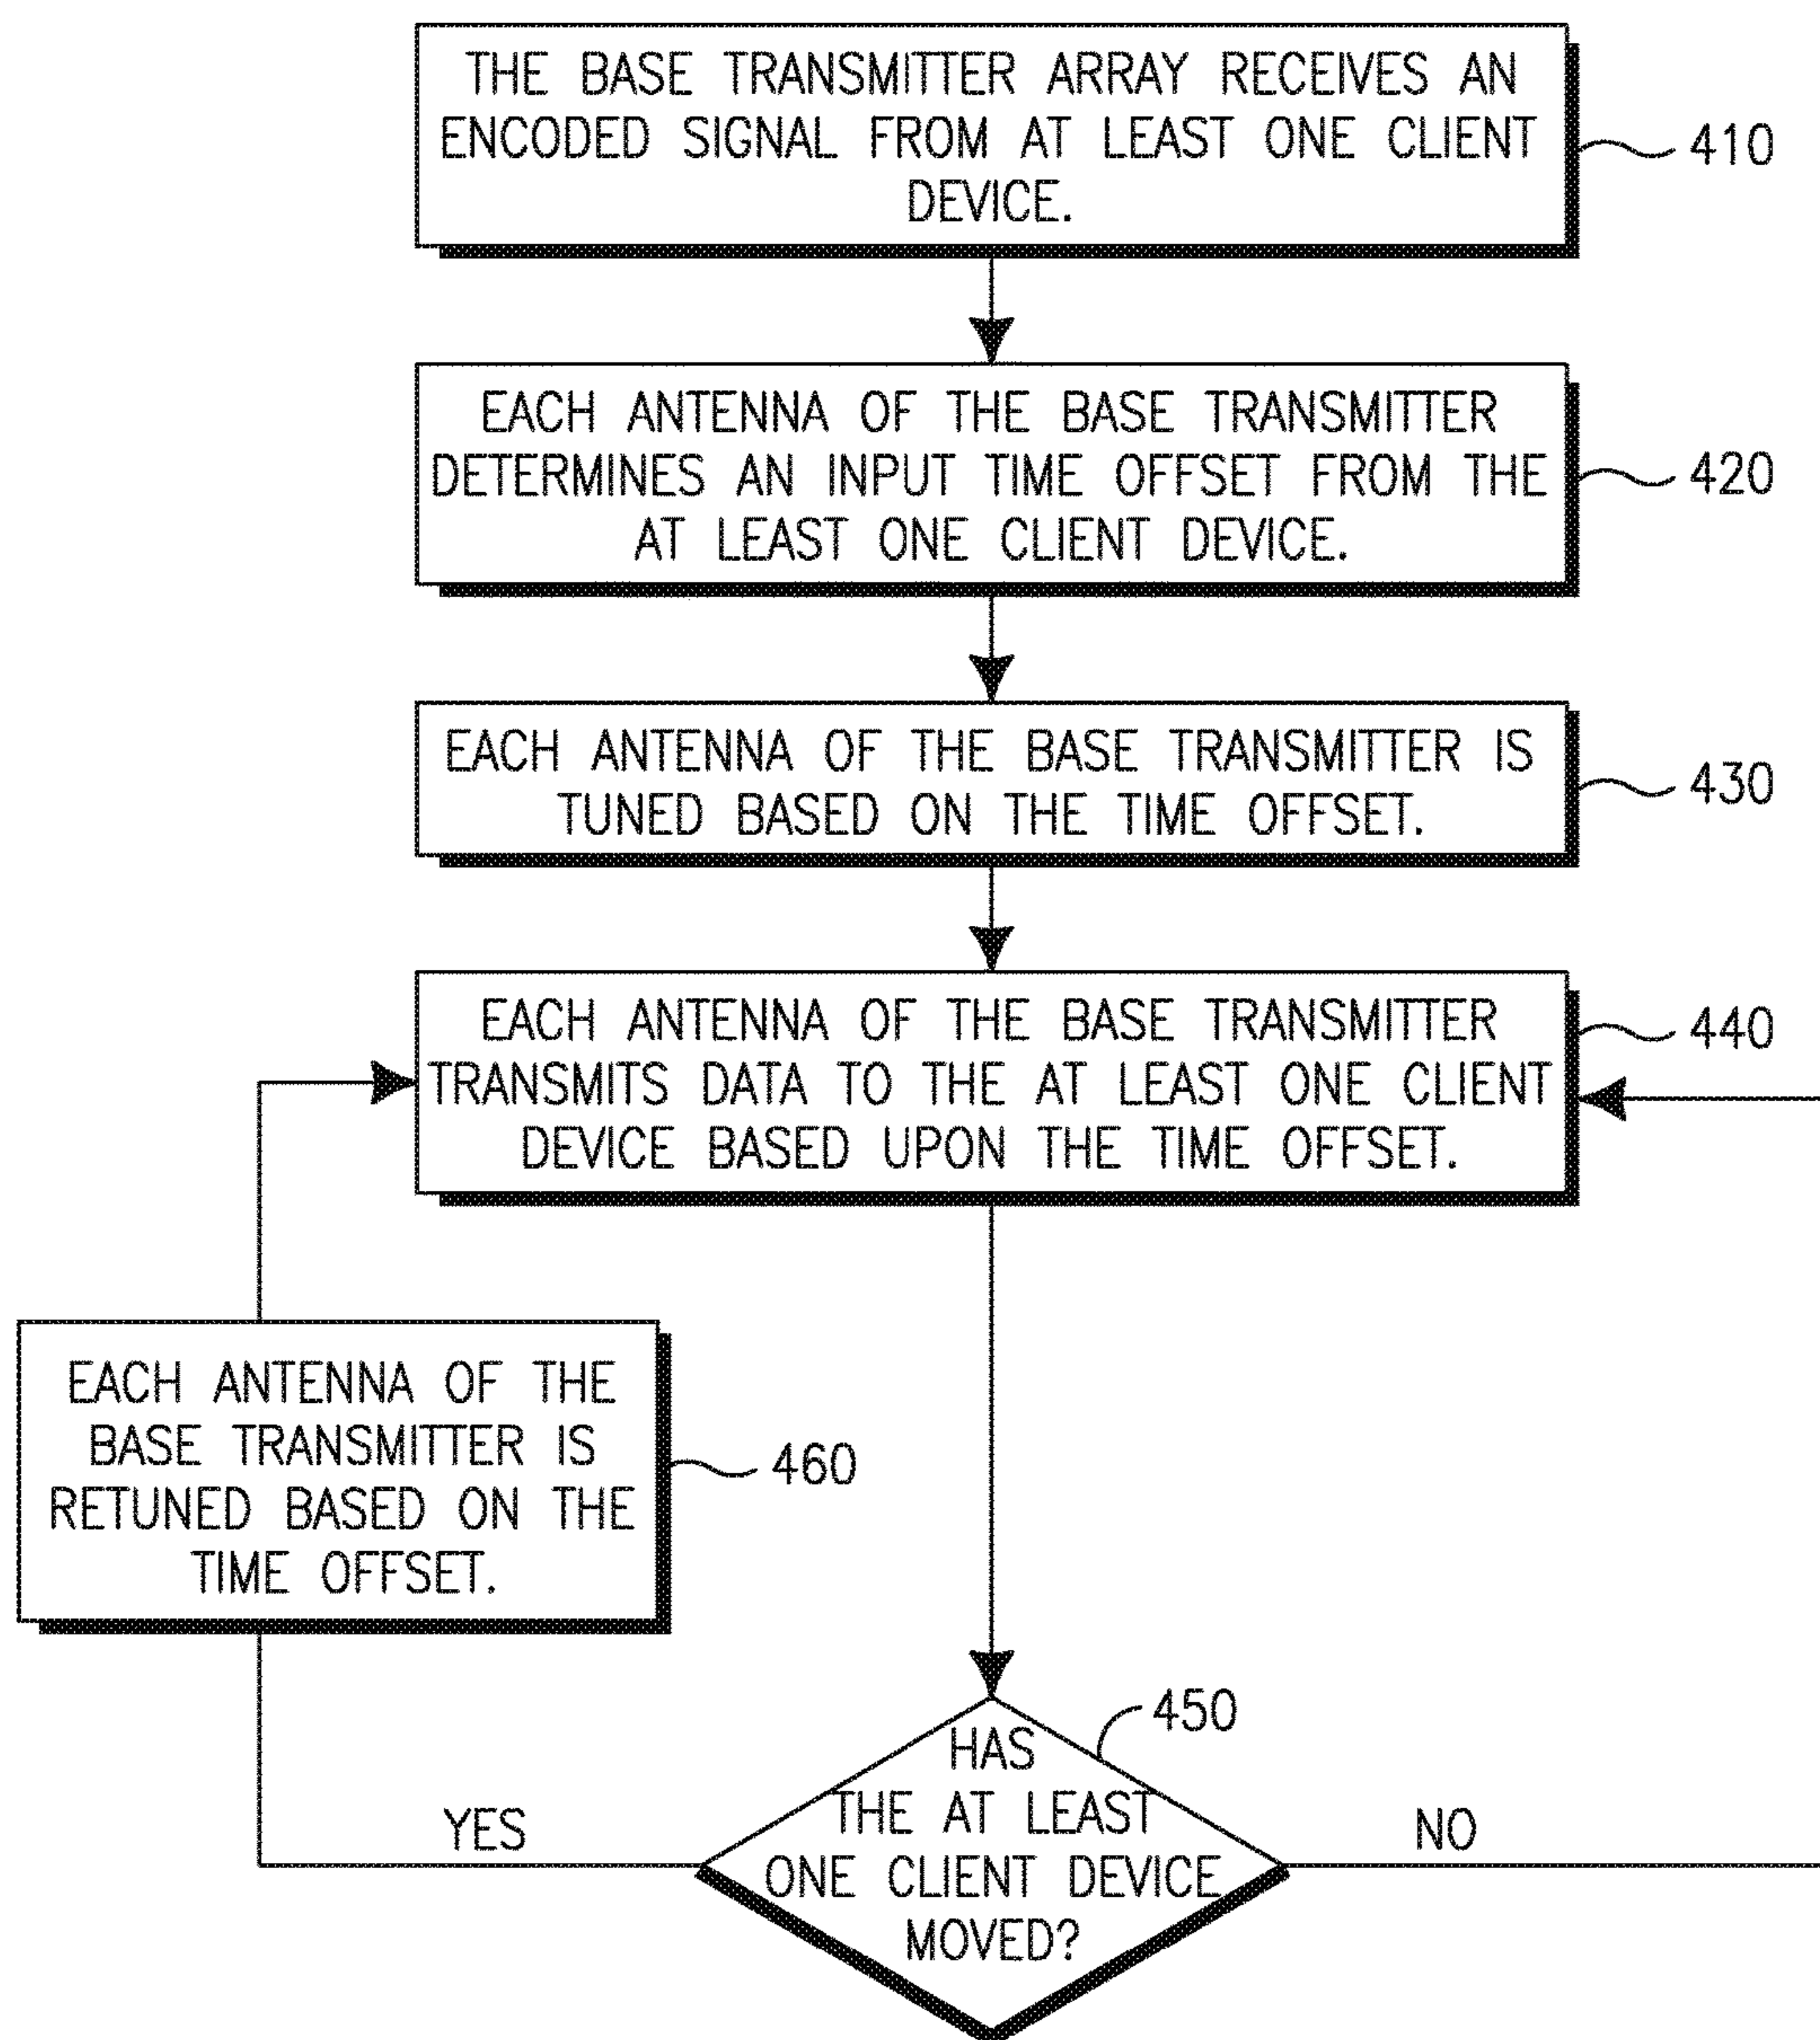 THE BASE TRANSMITTER ARRAY RECEIVES AN
ENCODED SIGNAL FROM AT LEAST ONE CLIENT
DEVICE.
410
EACH ANTENNA OF THE BASE TRANSMITTER
DETERMINES AN INPUT TIME OFFSET FROM THE
AT LEAST ONE CLIENT DEVICE.
420
EACH ANTENNA OF THE BASE TRANSMITTER IS
TUNED BASED ON THE TIME OFFSET.
430
EACH ANTENNA OF THE BASE TRANSMITTER
TRANSMITS DATA TO THE AT LEAST ONE CLIENT
DEVICE BASED UPON THE TIME OFFSET.
440
EACH ANTENNA OF THE
BASE TRANSMITTER IS
RETUNED BASED ON THE
TIME OFFSET.
460
450
HAS
THE AT LEAST
ONE CLIENT DEVICE
MOVED?
YES
NO